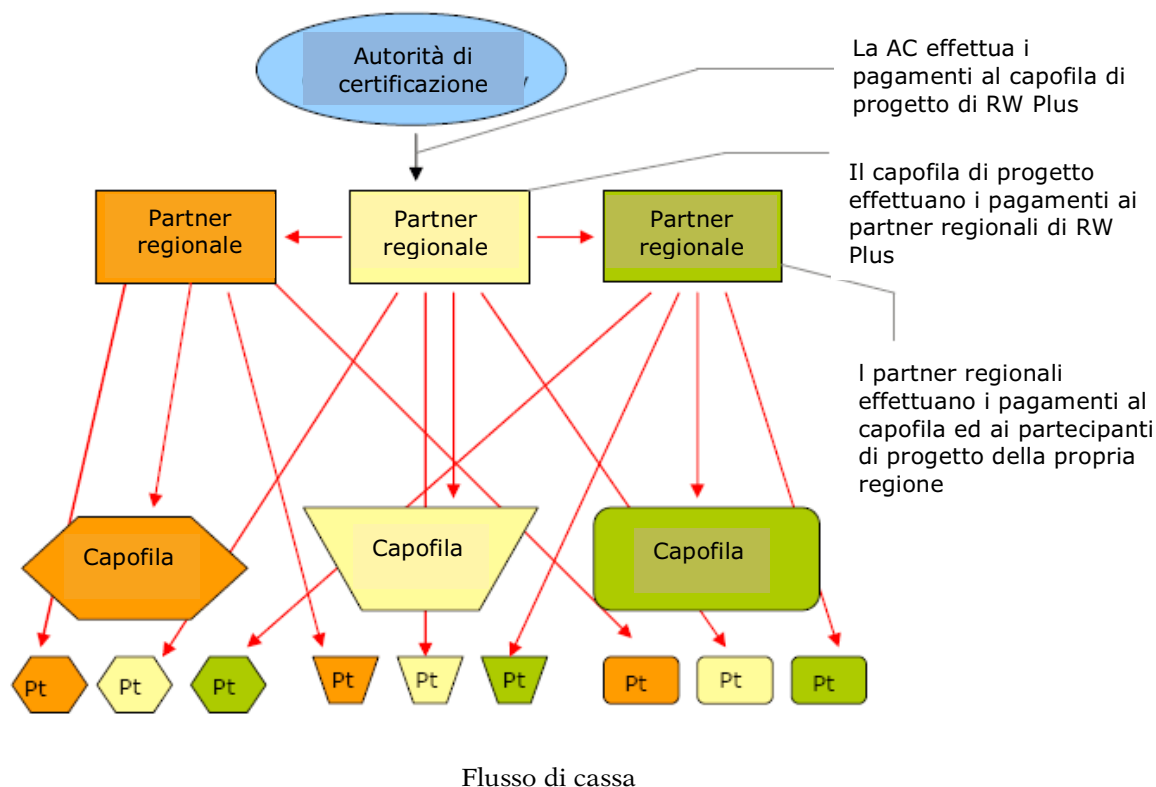 Autorità di
certificazione
La AC effettua i
pagamenti al capofila di
progetto di RW Plus
Il capofila di progetto
effettuano i pagamenti ai
partner regionali di RW
Plus
Partner
regionale
Partner
regionale
Partner
regionale
I partner regionali
effettuano i pagamenti al
capofila ed ai partecipanti
di progetto della propria
regione
Capofila
Capofila
Capofila
Pt
Pt
Pt
Pt
Pt
Pt
Pt
Pt
Pt
Flusso di cassa